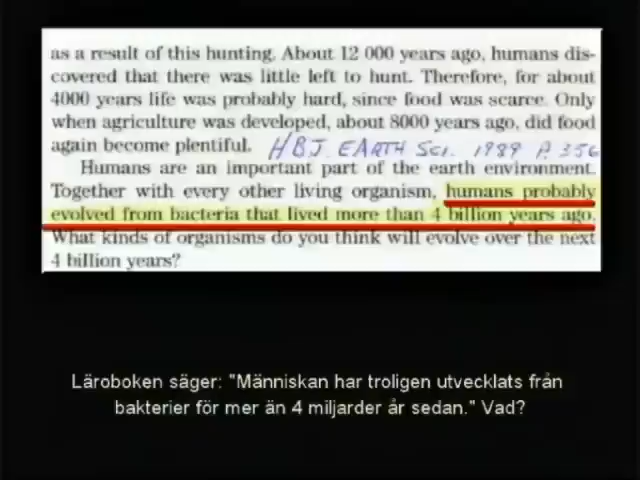 as a result of this hunting. About 12 000 years ago, humans dis-
covered that there was little left to hunt. Therefore, for about
4000 years life was probably hard, since food was scarce. Only
when agriculture was developed, about 8000 years ago, did food
again become plentiful. HBJ EARTH SCI. 1989 P. 356
Humans are an important part of the earth environment.
Together with every other living organism, humans probably
evolved from bacteria that lived more than 4 billion years ago.
What kinds of organisms do you think will evolve over the next
4 billion years?
Läroboken säger: "Människan har troligen utvecklats från
bakterier för mer än 4 miljarder år sedan." Vad?